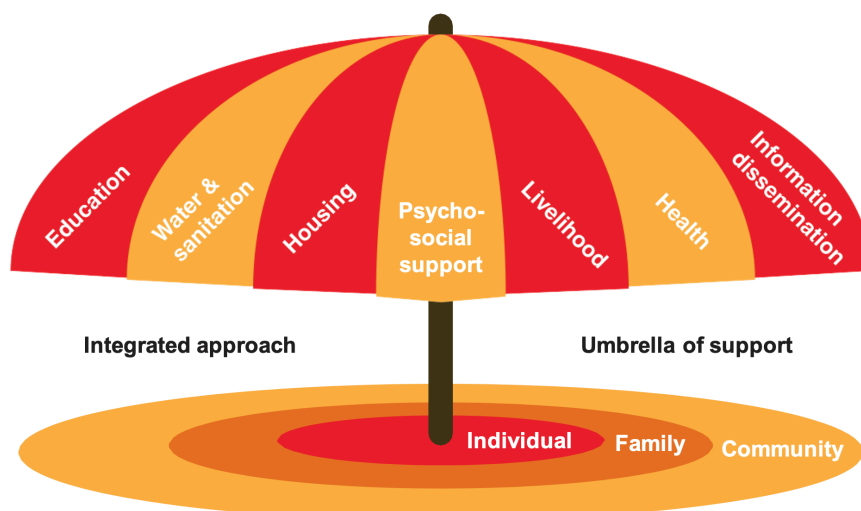 Education
Water &
sanitation
Housing
Psycho-
social
support
Livelihood
Health
Information
dissemination
Integrated approach
Umbrella of support
Individual
Family
Community